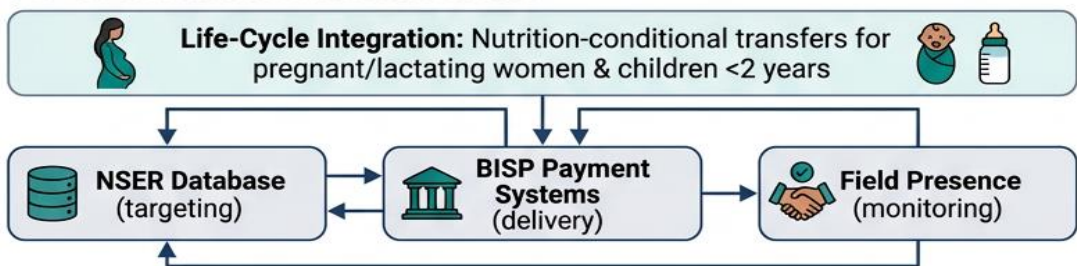 Life-Cycle Integration: Nutrition-conditional transfers for
pregnant/lactating women & children <2 years
NSER Database
(targeting)
BISP Payment
Systems
(delivery)
Field Presence
(monitoring)